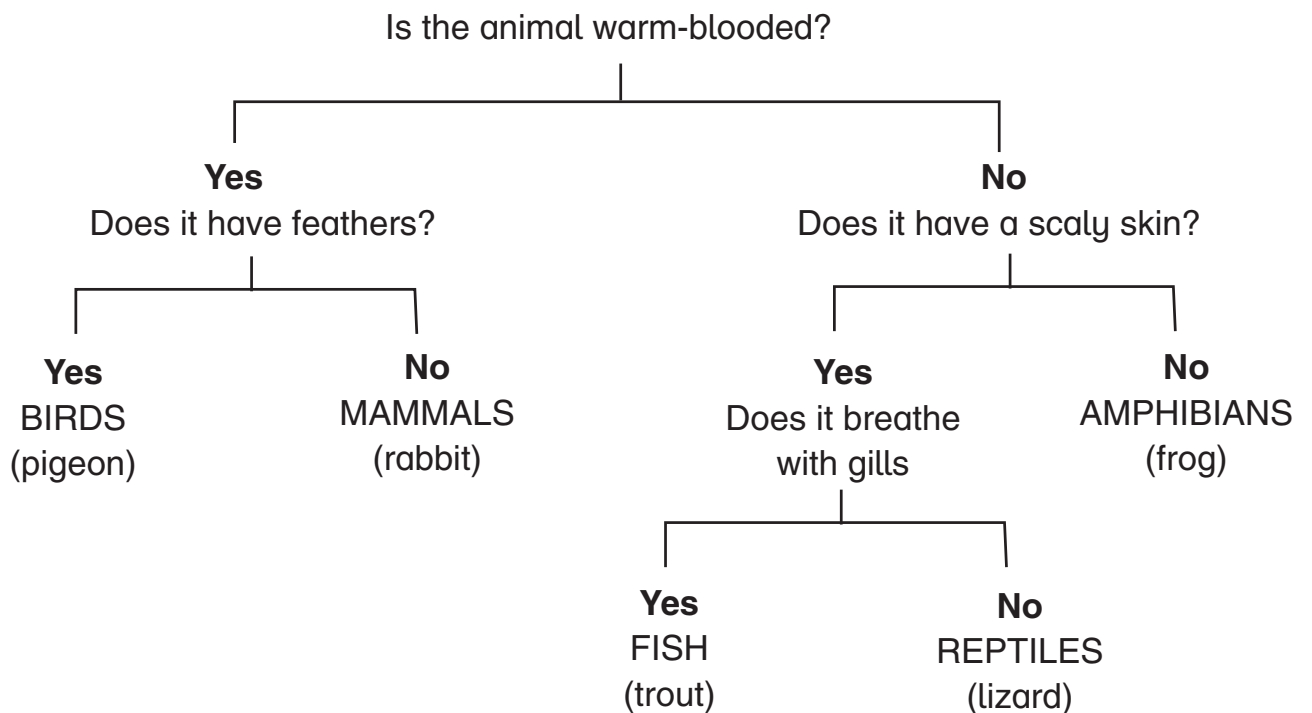 Is the animal warm-blooded?
Yes
Does it have feathers?
No
Does it have a scaly skin?
Yes
BIRDS
(pigeon)
No
MAMMALS
(rabbit)
Yes
Does it breathe
with gills
No
AMPHIBIANS
(frog)
Yes
FISH
(trout)
No
REPTILES
(lizard)